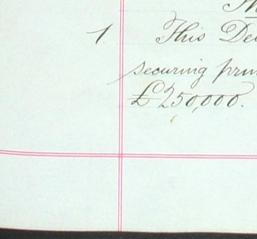 1 This De
securing prin
£250,000.